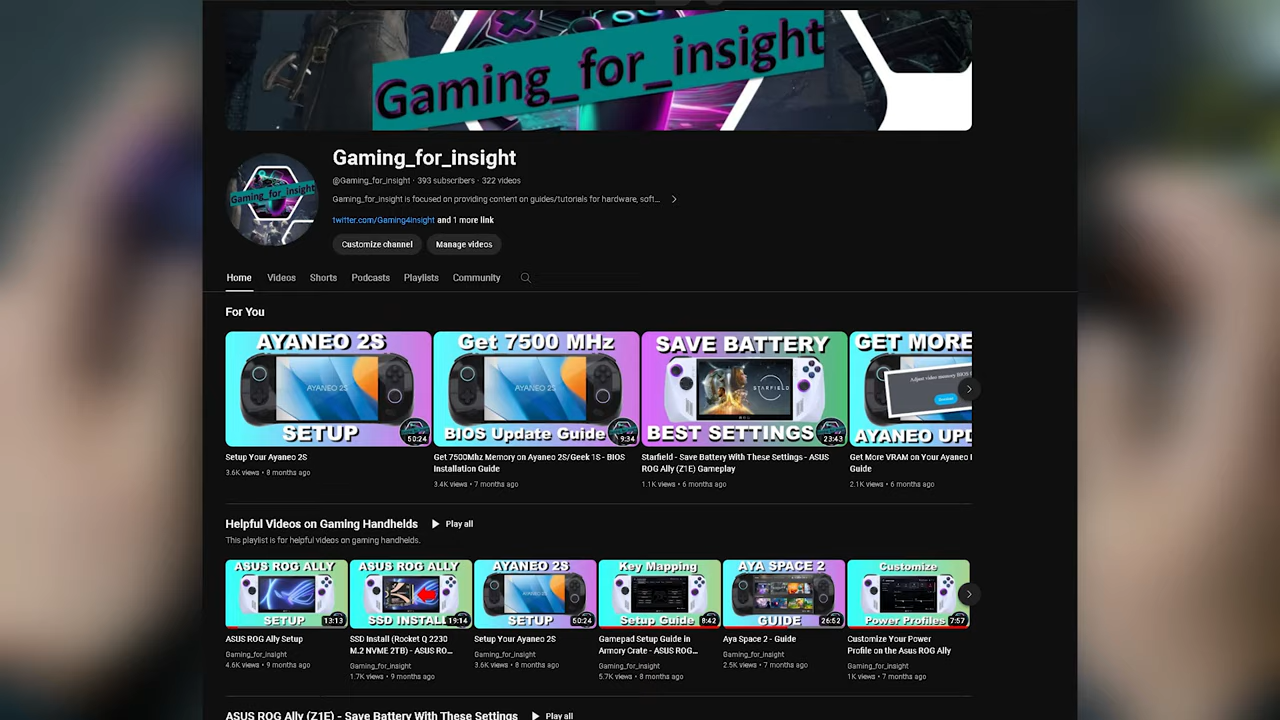 Gaming_for_insight
Gaming_for_insight
@Gaming_for_insight · 393 subscribers · 322 videos
Gaming_for_insight is focused on providing content on guides/tutorials for hardware, soft...
twitter.com/Gaming4insight and 1 more link
Customize channel Manage videos
Gaming_for_insight
Home Videos Shorts Podcasts Playlists Community
For You
AYANEO 2S Get 7500 MHz SAVE BATTERY GET MORE
AYANEO 2S AYANEO 2S STARFIELD Adjust video memory BIOS
SETUP 50:24 BIOS Update Guide 9:34 BEST SETTINGS 23:43 AYANEO UPD
Setup Your Ayaneo 2S Get 7500Mhz Memory on Ayaneo 2S/Geek 1S - BIOS Starfield - Save Battery With These Settings - ASUS Get More VRAM on Your Ayaneo
Installation Guide ROG Ally (Z1E) Gameplay Guide
3.6K views • 8 months ago 3.4K views • 7 months ago 1.1K views • 6 months ago 2.1K views • 6 months ago
Helpful Videos on Gaming Handhelds Play all
This playlist is for helpful videos on gaming handhelds.
ASUS ROG ALLY ASUS ROG ALLY AYANEO 2S Key Mapping AYA SPACE 2 Customize
SETUP 13:13 SSD INSTALL 19:14 SETUP 50:24 Setup Guide 8:42 GUIDE 26:52 Power Profiles 7:57
ASUS ROG Ally Setup SSD Install (Rocket Q 2230 Setup Your Ayaneo 2S Gamepad Setup Guide in Aya Space 2 - Guide Customize Your Power
M.2 NVME 2TB) - ASUS RO... Armory Crate - ASUS ROG... Profile on the Asus ROG Ally
Gaming_for_insight Gaming_for_insight Gaming_for_insight Gaming_for_insight Gaming_for_insight Gaming_for_insight
4.6K views • 9 months ago 1.7K views • 9 months ago 3.6K views • 8 months ago 5.7K views • 8 months ago 2.5K views • 7 months ago 1K views • 7 months ago
ASUS ROG Ally (Z1E) - Save Battery With These Settings Play all